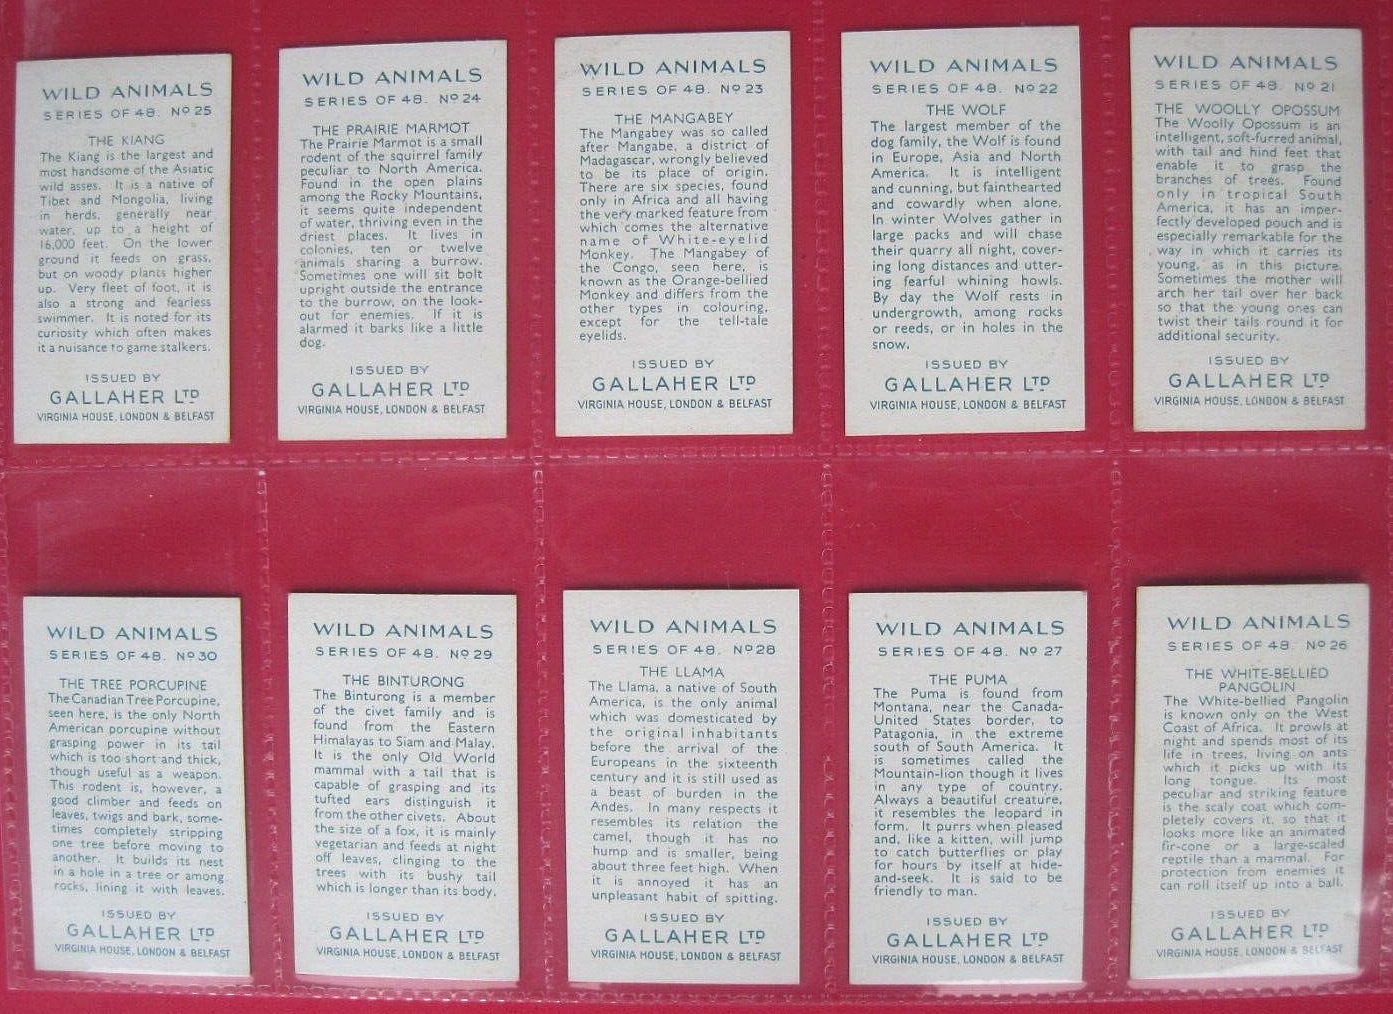 WILD ANIMALS
SERIES OF 48. No 25
THE KIANG
The Kiang is the largest and
most handsome of the Asiatic
wild asses. It is a native of
Tibet and Mongolia, living
in herds, generally near
water, up to a height of
16,000 feet. On the lower
ground it feeds on grass,
but on woody plants higher
up. Very fleet of foot, it is
also a strong and fearless
swimmer. It is noted for its
curiosity which often makes
it a nuisance to game stalkers.
ISSUED BY
GALLAHER LTD
VIRGINIA HOUSE, LONDON & BELFAST
WILD ANIMALS
SERIES OF 48. No 24
THE PRAIRIE MARMOT
The Prairie Marmot is a small
rodent of the squirrel family
peculiar to North America.
Found in the open plains
among the Rocky Mountains,
it seems quite independent
of water, thriving even in the
driest places. It lives in
colonies, ten or twelve
animals sharing a burrow.
Sometimes one will sit bolt
upright outside the entrance
to the burrow, on the look-
out for enemies. If it is
alarmed it barks like a little
dog.
ISSUED BY
GALLAHER LTD
VIRGINIA HOUSE, LONDON & BELFAST
WILD ANIMALS
SERIES OF 48. No 23
THE MANGABEY
The Mangabey was so called
after Mangabe, a district of
Madagascar, wrongly believed
to be its place of origin.
There are six species, found
only in Africa and all having
the very marked feature from
which comes the alternative
name of White-eyelid
Monkey. The Mangabey of
the Congo, seen here, is
known as the Orange-bellied
Monkey and differs from the
other types in colouring,
except for the tell-tale
eyelids.
ISSUED BY
GALLAHER LTD
VIRGINIA HOUSE, LONDON & BELFAST
WILD ANIMALS
SERIES OF 48. No 22
THE WOLF
The largest member of the
dog family, the Wolf is found
in Europe, Asia and North
America. It is intelligent
and cunning, but fainthearted
and cowardly when alone.
In winter Wolves gather in
large packs and will chase
their quarry all night, cover-
ing long distances and utter-
ing fearful whining howls.
By day the Wolf rests in
undergrowth, among rocks
or reeds, or in holes in the
snow.
ISSUED BY
GALLAHER LTD
VIRGINIA HOUSE, LONDON & BELFAST
WILD ANIMALS
SERIES OF 48 No 21
THE WOOLLY OPOSSUM
The Woolly Opossum is an
intelligent, soft-furred animal,
with tail and hind feet that
enable it to grasp the
branches of trees. Found
only in tropical South
America, it has an imper-
fectly developed pouch and is
especially remarkable for the
way in which it carries its
young, as in this picture.
Sometimes the mother will
arch her tail over her back
so that the young ones can
twist their tails round it for
additional security.
ISSUED BY
GALLAHER LTD
VIRGINIA HOUSE, LONDON & BELFAST
WILD ANIMALS
SERIES OF 48. No 30
THE TREE PORCUPINE
The Canadian Tree Porcupine,
seen here, is the only North
American porcupine without
grasping power in its tail
which is too short and thick,
though useful as a weapon.
This rodent is, however, a
good climber and feeds on
leaves, twigs and bark, some-
times completely stripping
one tree before moving to
another. It builds its nest
in a hole in a tree or among
rocks, lining it with leaves.
ISSUED BY
GALLAHER LTD
VIRGINIA HOUSE, LONDON & BELFAST
WILD ANIMALS
SERIES OF 48. No 29
THE BINTURONG
The Binturong is a member
of the civet family and is
found from the Eastern
Himalayas to Siam and Malay.
It is the only Old World
mammal with a tail that is
capable of grasping and its
tufted ears distinguish it
from the other civets. About
the size of a fox, it is mainly
vegetarian and feeds at night
off leaves, clinging to the
trees with its bushy tail
which is longer than its body.
ISSUED BY
GALLAHER LTD
VIRGINIA HOUSE, LONDON & BELFAST
WILD ANIMALS
SERIES OF 48. No 28
THE LLAMA
The Llama, a native of South
America, is the only animal
which was domesticated by
the original inhabitants
before the arrival of the
Europeans in the sixteenth
century and it is still used as
a beast of burden in the
Andes. In many respects it
resembles its relation the
camel, though it has no
hump and is smaller, being
about three feet high. When
it is annoyed it has an
unpleasant habit of spitting.
ISSUED BY
GALLAHER LTD
VIRGINIA HOUSE, LONDON & BELFAST
WILD ANIMALS
SERIES OF 48. No 27
THE PUMA
The Puma is found from
Montana, near the Canada-
United States border, to
Patagonia, in the extreme
south of South America. It
is sometimes called the
Mountain-lion though it lives
in any type of country.
Always a beautiful creature,
it resembles the leopard in
form. It purrs when pleased
and, like a kitten, will jump
to catch butterflies or play
for hours by itself at hide-
and-seek. It is said to be
friendly to man.
ISSUED BY
GALLAHER LTD
VIRGINIA HOUSE, LONDON & BELFAST
WILD ANIMALS
SERIES OF 48. No 26
THE WHITE-BELLIED
PANGOLIN
The White-bellied Pangolin
is known only on the West
Coast of Africa. It prowls at
night and spends most of its
life in trees, living on ants
which it picks up with its
long tongue. Its most
peculiar and striking feature
is the scaly coat which com-
pletely covers it, so that it
looks more like an animated
fir-cone or a large-scaled
reptile than a mammal. For
protection from enemies it
can roll itself up into a ball.
ISSUED BY
GALLAHER LTD
VIRGINIA HOUSE, LONDON & BELFAST